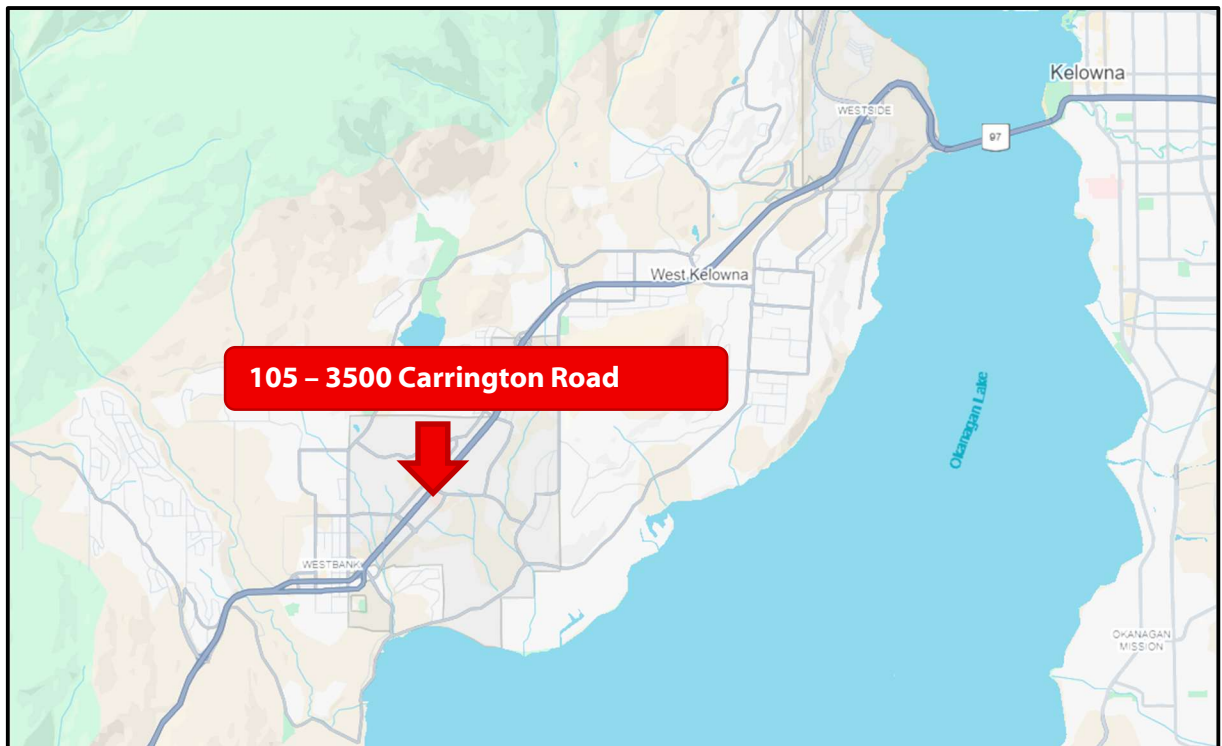 Kelowna
WESTSIDE
97
West Kelowna
105 – 3500 Carrington Road
Okanagan Lake
WESTBANK
OKANAGAN
MISSION